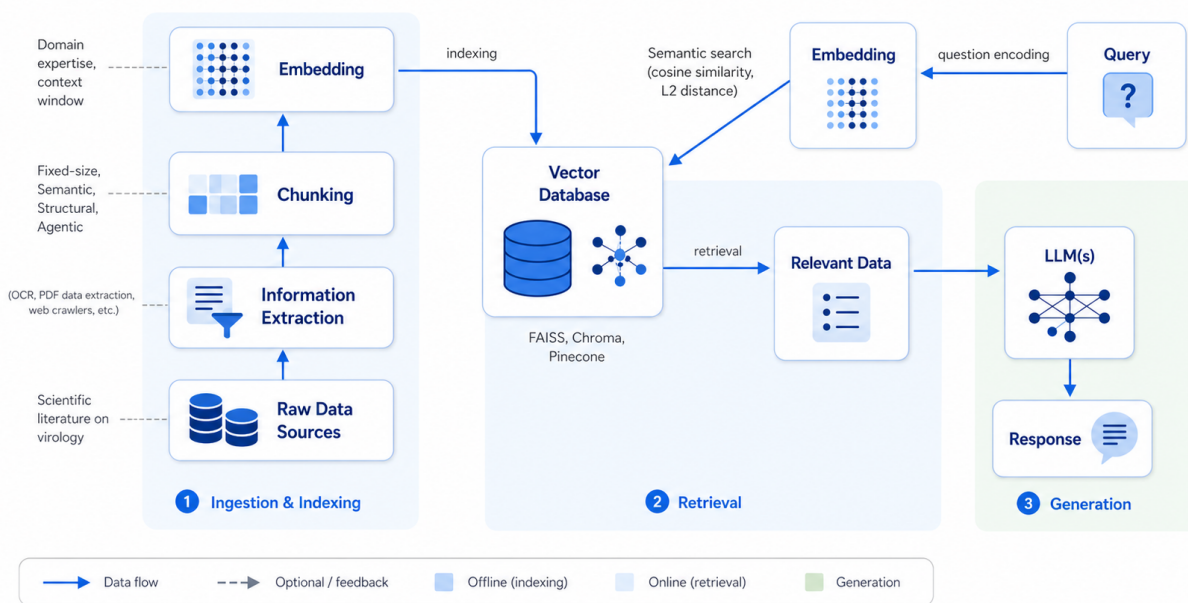 Domain
expertise,
context
window
Embedding
indexing
Fixed-size,
Semantic,
Structural,
Agentic
Chunking
(OCR, PDF data extraction,
web crawlers, etc.)
Information
Extraction
Scientific
literature on
virology
Raw Data
Sources
1 Ingestion & Indexing
Semantic search
(cosine similarity,
L2 distance)
Embedding
question encoding
Query
?
Vector
Database
FAISS, Chroma,
Pinecone
retrieval
Relevant Data
2 Retrieval
LLM(s)
Response
3 Generation
Data flow
Optional / feedback
Offline (indexing)
Online (retrieval)
Generation